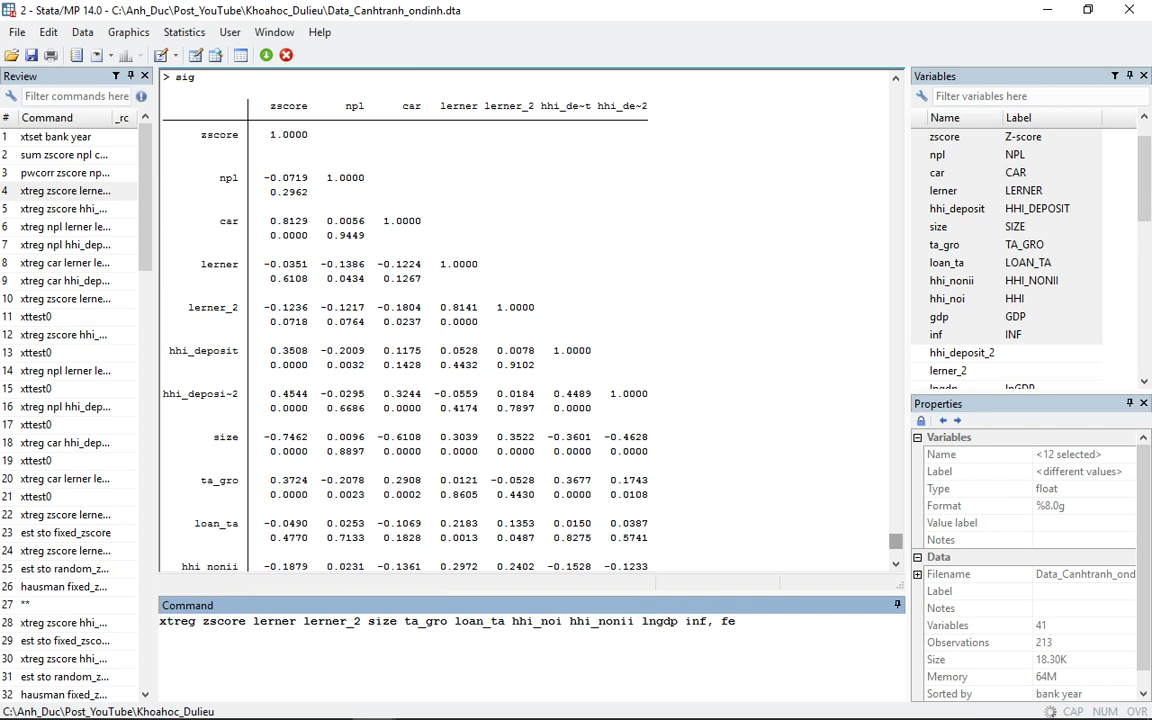 2 - Stata/MP 14.0 - C:\Anh_Duc\Post_YouTube\Khoahoc_Dulieu\Data_Canhtranh_ondinh.dta
File Edit Data Graphics Statistics User Window Help
Review
Filter commands here
# Command _rc
1 xtset bank year
2 sum zscore npl c...
3 pwcorr zscore np...
4 xtreg zscore lerne...
5 xtreg zscore hhi_...
6 xtreg npl lerner le...
7 xtreg npl hhi_dep...
8 xtreg car lerner le...
9 xtreg car hhi_dep...
10 xtreg zscore lerne...
11 xttest0
12 xtreg zscore hhi_...
13 xttest0
14 xtreg npl lerner le...
15 xttest0
16 xtreg npl hhi_dep...
17 xttest0
18 xtreg car hhi_dep...
19 xttest0
20 xtreg car lerner le...
21 xttest0
22 xtreg zscore lerne...
23 est sto fixed_zscore
24 xtreg zscore lerne...
25 est sto random_z...
26 hausman fixed_z...
27 **
28 xtreg zscore hhi_...
29 est sto fixed_zsco...
30 xtreg zscore hhi_...
31 est sto random_z...
32 hausman fixed_z...
> sig
zscore npl car lerner lerner_2 hhi_de~t hhi_de~2
zscore 1.0000
npl -0.0719 1.0000
0.2962
car 0.8129 0.0056 1.0000
0.0000 0.9449
lerner -0.0351 -0.1386 -0.1224 1.0000
0.6108 0.0434 0.1267
lerner_2 -0.1236 -0.1217 -0.1804 0.8141 1.0000
0.0718 0.0764 0.0237 0.0000
hhi_deposit 0.3508 -0.2009 0.1175 0.0528 0.0078 1.0000
0.0000 0.0032 0.1428 0.4432 0.9102
hhi_deposi~2 0.4544 -0.0295 0.3244 -0.0559 0.0184 0.4489 1.0000
0.0000 0.6686 0.0000 0.4174 0.7897 0.0000
size -0.7462 0.0096 -0.6108 0.3039 0.3522 -0.3601 -0.4628
0.0000 0.8897 0.0000 0.0000 0.0000 0.0000 0.0000
ta_gro 0.3724 -0.2078 0.2908 0.0121 -0.0528 0.3677 0.1743
0.0000 0.0023 0.0002 0.8605 0.4430 0.0000 0.0108
loan_ta -0.0490 0.0253 -0.1069 0.2183 0.1353 0.0150 0.0387
0.4770 0.7133 0.1828 0.0013 0.0487 0.8275 0.5741
hhi_nonii -0.1879 0.0231 -0.1361 0.2972 0.2402 -0.1528 -0.1233
Command
xtreg zscore lerner lerner_2 size ta_gro loan_ta hhi_noi hhi_nonii lngdp inf, fe
Variables
Filter variables here
Name Label
zscore Z-score
npl NPL
car CAR
lerner LERNER
hhi_deposit HHI_DEPOSIT
size SIZE
ta_gro TA_GRO
loan_ta LOAN_TA
hhi_nonii HHI_NONII
hhi_noi HHI
gdp GDP
inf INF
hhi_deposit_2
lerner_2
lngdp lnGDP
Properties
Variables
Name <12 selected>
Label <different values>
Type float
Format %8.0g
Value label
Notes
Data
Filename Data_Canhtranh_ond
Label
Notes
Variables 41
Observations 213
Size 18.30K
Memory 64M
Sorted by bank year
C:\Anh_Duc\Post_YouTube\Khoahoc_Dulieu
CAP NUM OVR